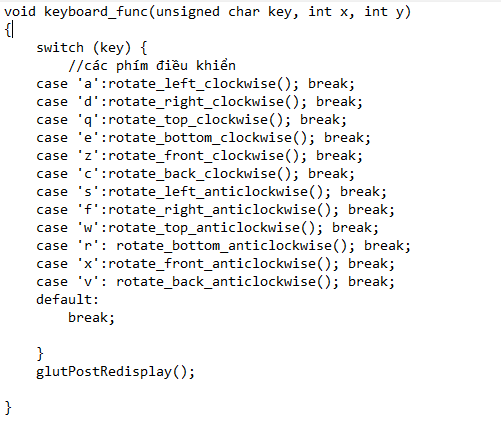 void keyboard_func(unsigned char key, int x, int y)
{
    switch (key) {
        //các phím điều khiển
    case 'a':rotate_left_clockwise(); break;
    case 'd':rotate_right_clockwise(); break;
    case 'q':rotate_top_clockwise(); break;
    case 'e':rotate_bottom_clockwise(); break;
    case 'z':rotate_front_clockwise(); break;
    case 'c':rotate_back_clockwise(); break;
    case 's':rotate_left_anticlockwise(); break;
    case 'f':rotate_right_anticlockwise(); break;
    case 'w':rotate_top_anticlockwise(); break;
    case 'r': rotate_bottom_anticlockwise(); break;
    case 'x':rotate_front_anticlockwise(); break;
    case 'v': rotate_back_anticlockwise(); break;
    default:
        break;

    }
    glutPostRedisplay();

}